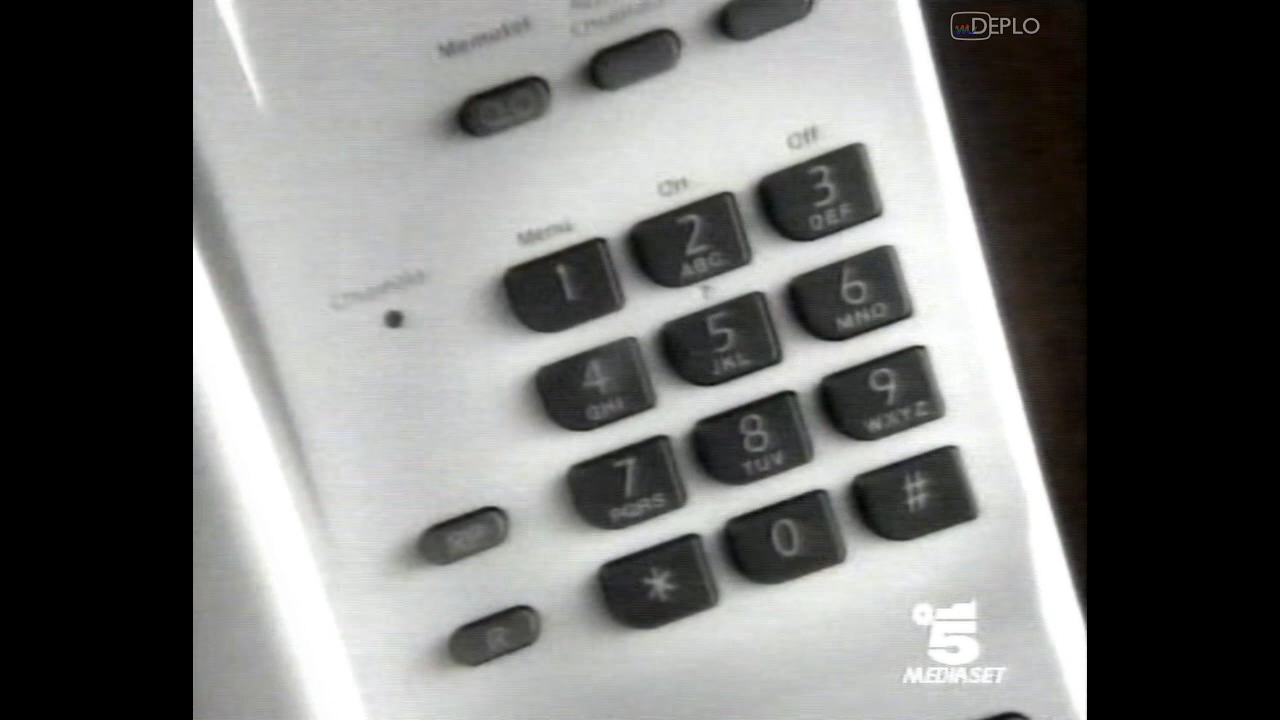 DEPLO
Memotel
Off
3
DEF
On
2
ABC
Menu
1
6
MNO
5
JKL
4
GHI
9
WXYZ
8
TUV
7
PQRS
#
0
*
R
5
MEDIASET